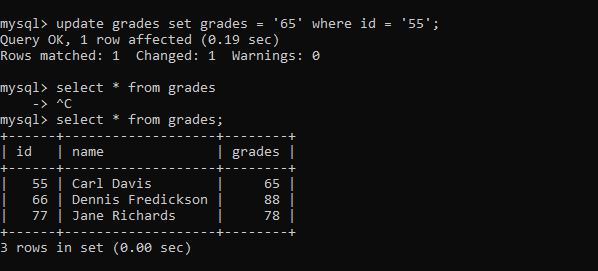 mysql> update grades set grades = '65' where id = '55';
Query OK, 1 row affected (0.19 sec)
Rows matched: 1  Changed: 1  Warnings: 0
mysql> select * from grades
    -> ^C
mysql> select * from grades;
+------+-------------------+--------+
| id   | name              | grades |
+------+-------------------+--------+
|   55 | Carl Davis        |     65 |
|   66 | Dennis Fredickson |     88 |
|   77 | Jane Richards     |     78 |
+------+-------------------+--------+
3 rows in set (0.00 sec)